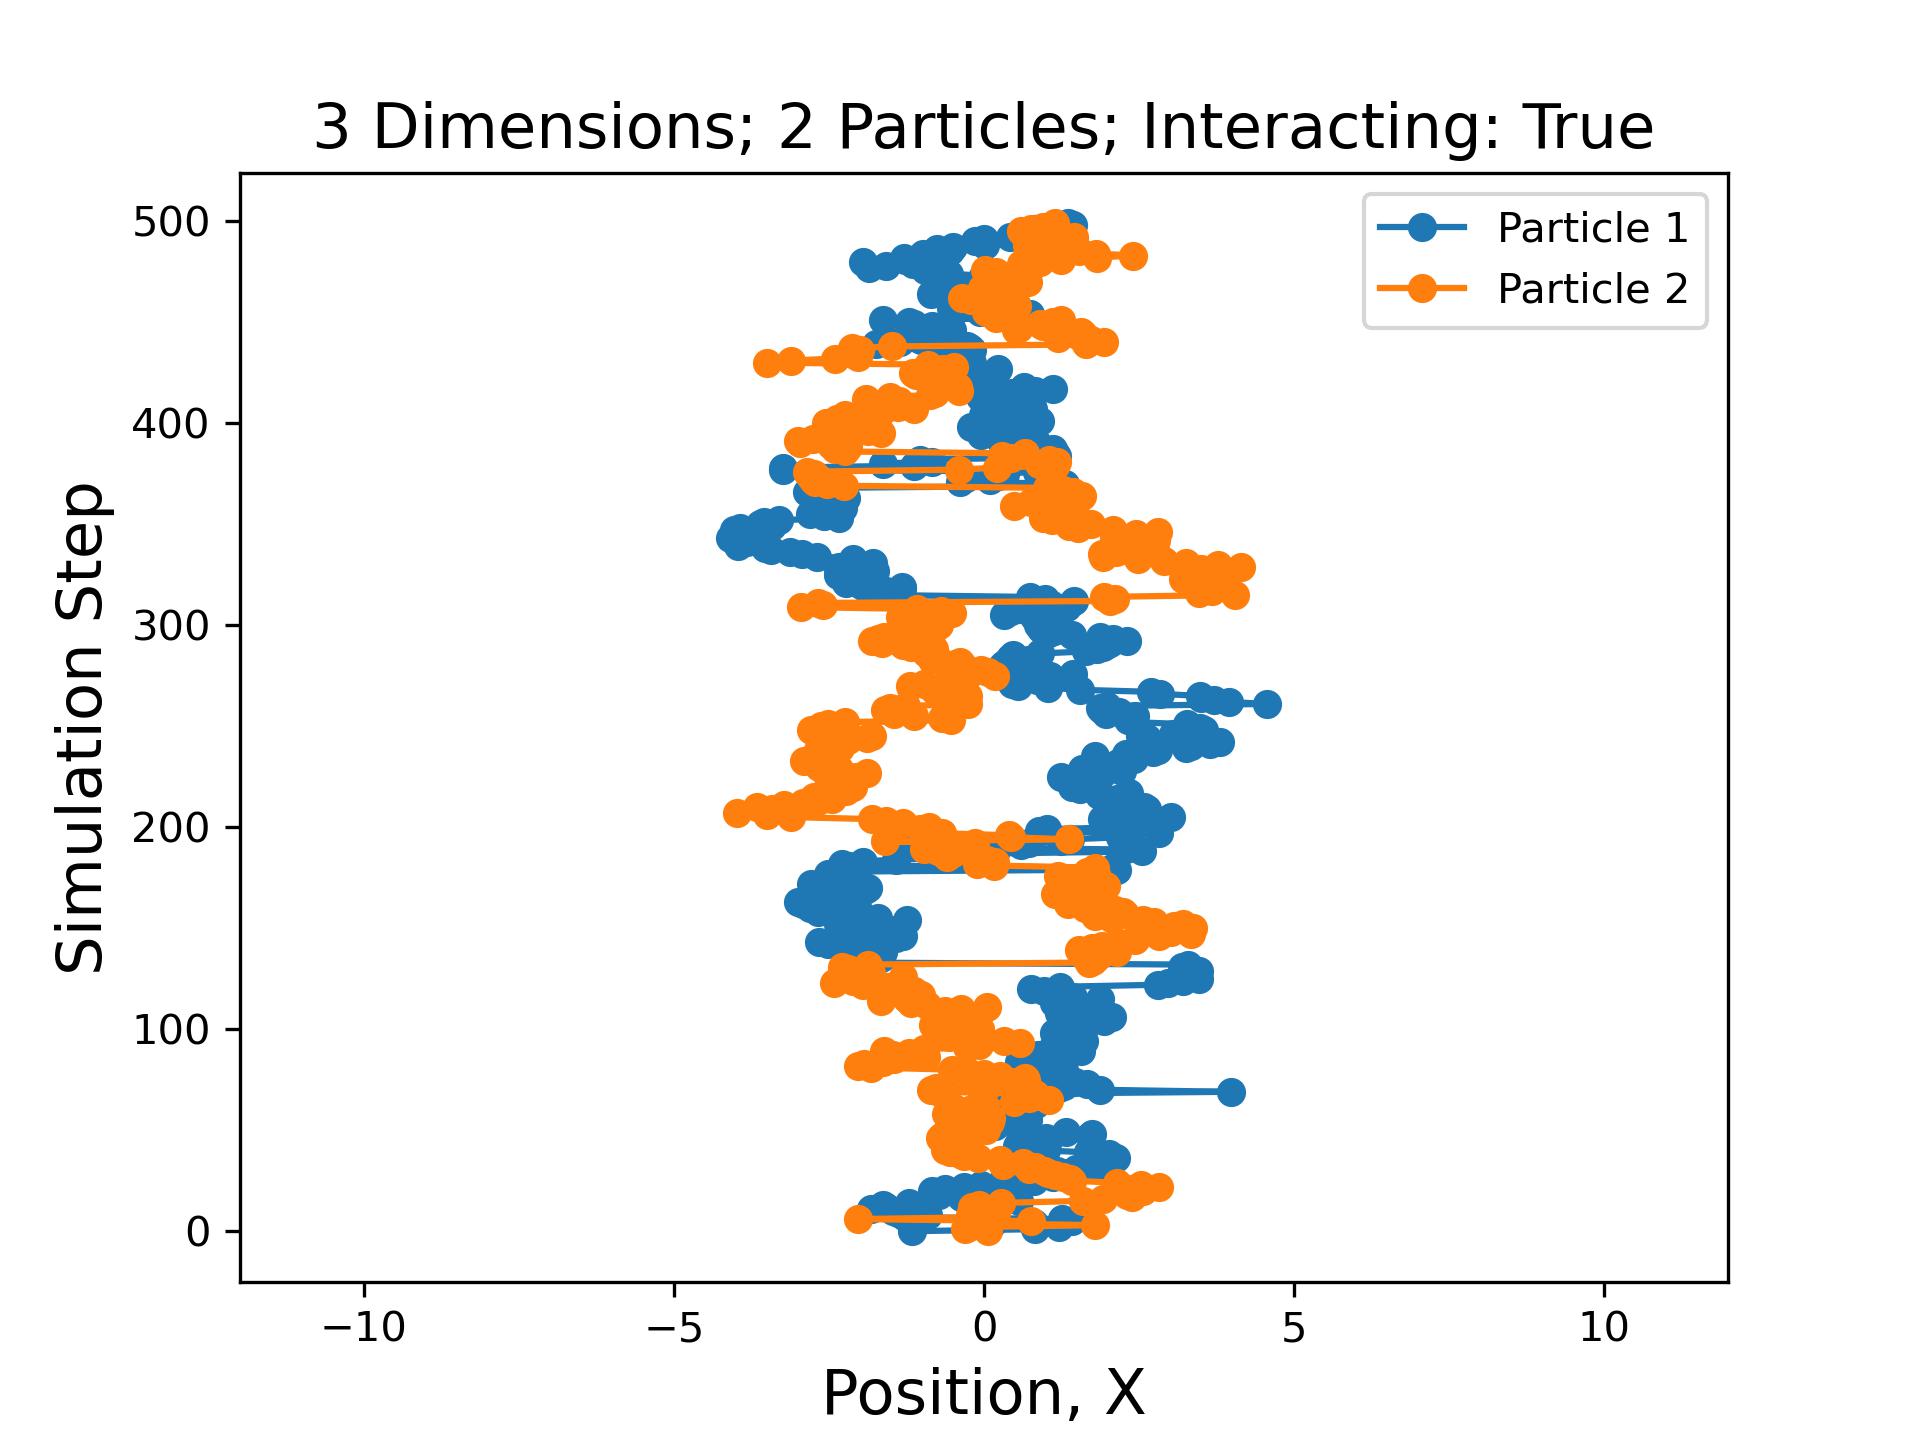 3 Dimensions; 2 Particles; Interacting: True
Particle 1
Particle 2
500
400
300
200
100
0
Simulation Step
−10
−5
0
5
10
Position, X